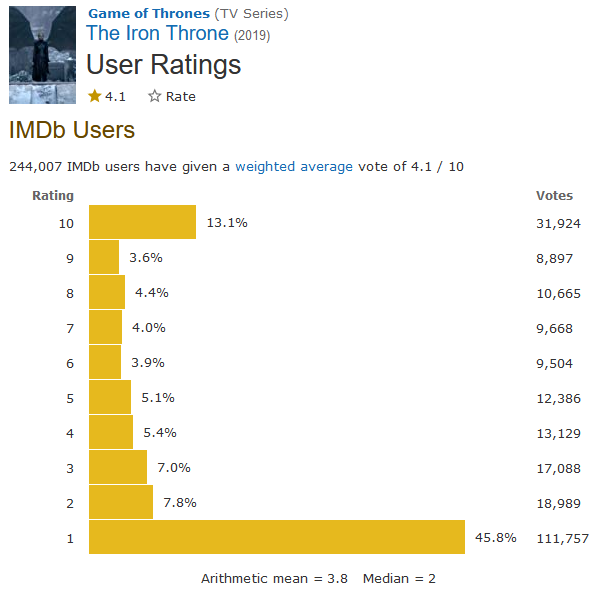 Game of Thrones (TV Series)
The Iron Throne (2019)
User Ratings
4.1 Rate
IMDb Users
244,007 IMDb users have given a weighted average vote of 4.1 / 10
Rating Votes
10 13.1% 31,924
9 3.6% 8,897
8 4.4% 10,665
7 4.0% 9,668
6 3.9% 9,504
5 5.1% 12,386
4 5.4% 13,129
3 7.0% 17,088
2 7.8% 18,989
1 45.8% 111,757
Arithmetic mean = 3.8 Median = 2